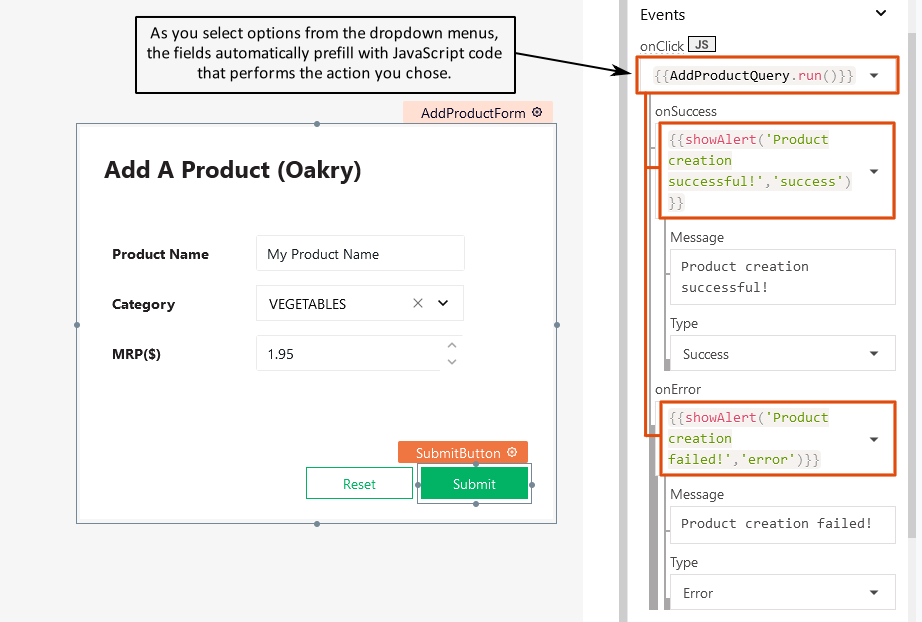 As you select options from the dropdown menus,
the fields automatically prefill with JavaScript code
that performs the action you chose.
AddProductForm
Add A Product (Oakry)
Product Name
My Product Name
Category
VEGETABLES
MRP($)
1.95
SubmitButton
Reset
Submit
Events
onClick JS
{{AddProductQuery.run()}}
onSuccess
{{showAlert('Product
creation
successful!','success')
}}
Message
Product creation
successful!
Type
Success
onError
{{showAlert('Product
creation
failed!','error')}}
Message
Product creation failed!
Type
Error